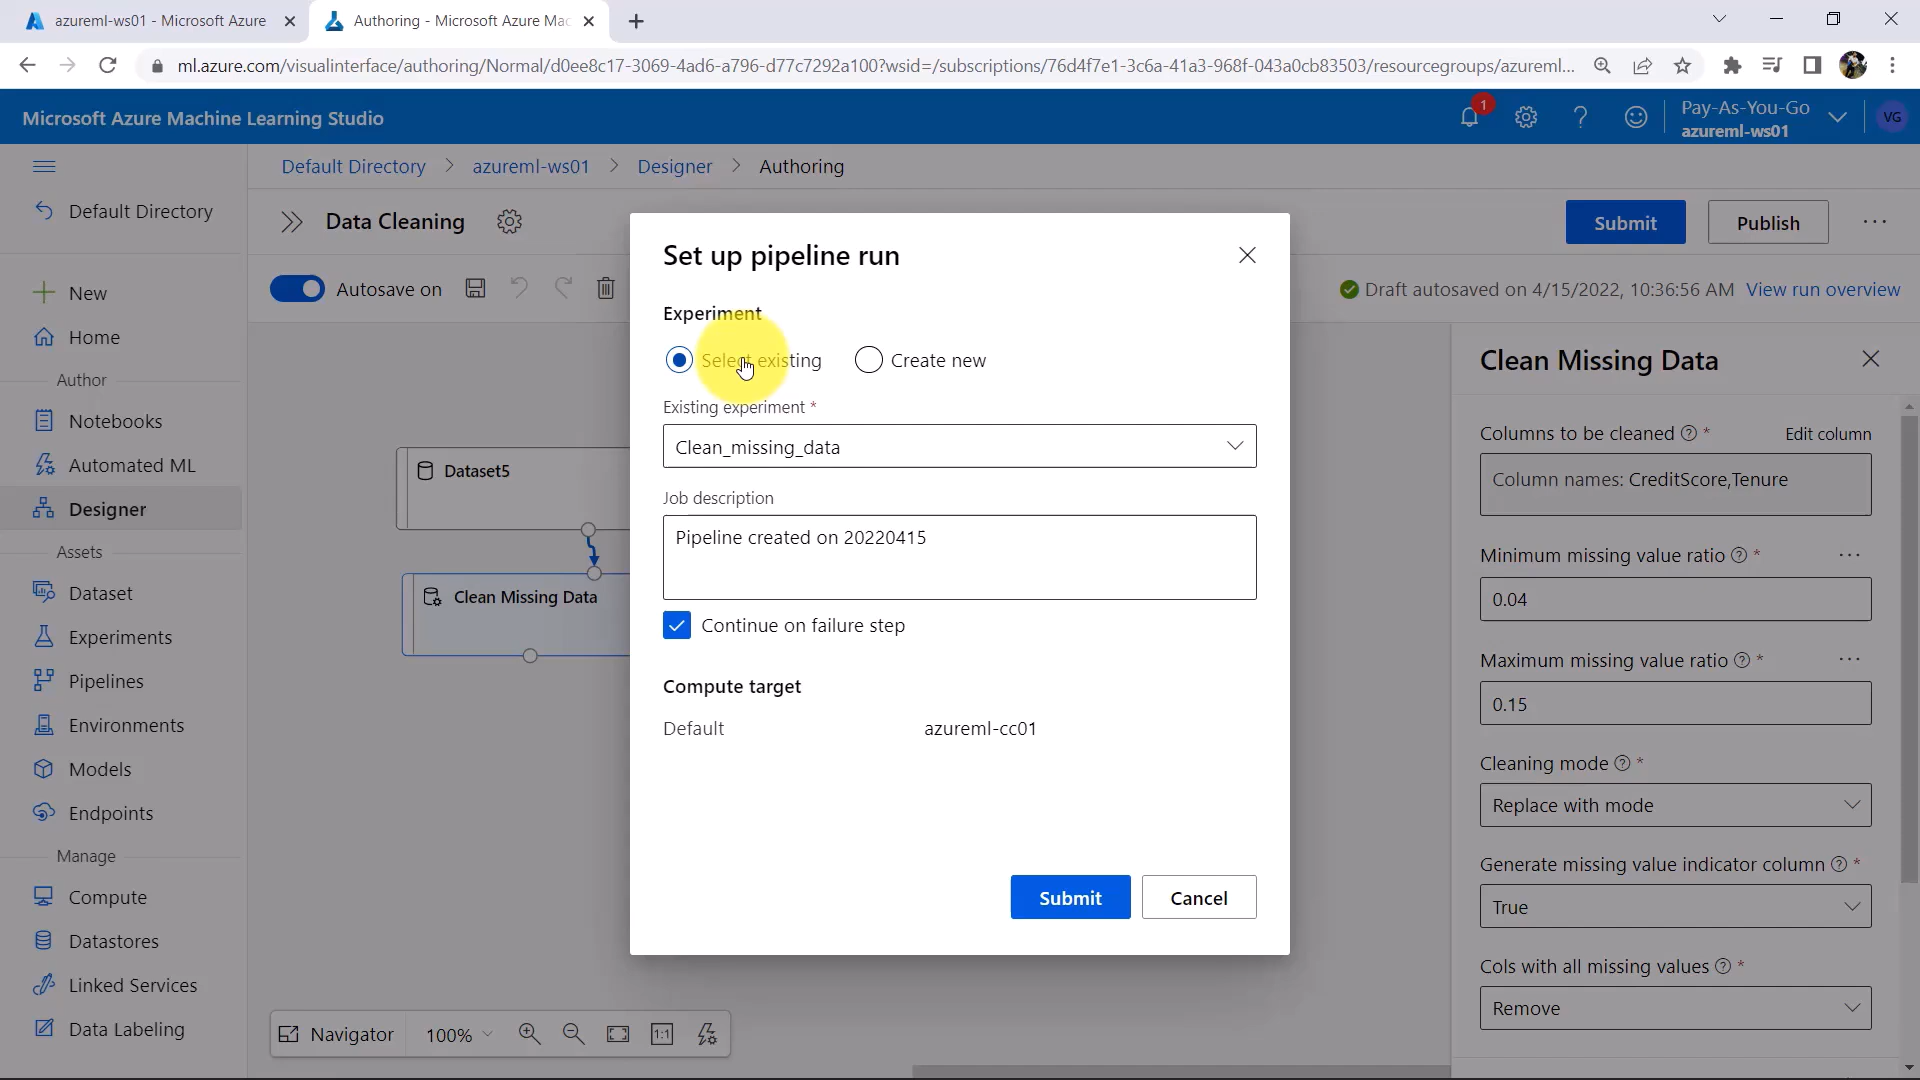 azureml-ws01 - Microsoft Azure
Authoring - Microsoft Azure Mac
ml.azure.com/visualinterface/authoring/Normal/d0ee8c17-3069-4ad6-a796-d77c7292a100?wsid=/subscriptions/76d4f7e1-3c6a-41a3-968f-043a0cb83503/resourcegroups/azureml...
Microsoft Azure Machine Learning Studio
1
Pay-As-You-Go
azureml-ws01
VG
Default Directory > azureml-ws01 > Designer > Authoring
Default Directory
New
Home
Author
Notebooks
Automated ML
Designer
Assets
Dataset
Experiments
Pipelines
Environments
Models
Endpoints
Manage
Compute
Datastores
Linked Services
Data Labeling
Data Cleaning
Submit
Publish
Autosave on
Draft autosaved on 4/15/2022, 10:36:56 AM View run overview
Dataset5
Clean Missing Data
Navigator
100%
1:1
Set up pipeline run
Experiment
Select existing
Create new
Existing experiment *
Clean_missing_data
Job description
Pipeline created on 20220415
Continue on failure step
Compute target
Default azureml-cc01
Submit
Cancel
Clean Missing Data
Columns to be cleaned * Edit column
Column names: CreditScore,Tenure
Minimum missing value ratio *
0.04
Maximum missing value ratio *
0.15
Cleaning mode *
Replace with mode
Generate missing value indicator column *
True
Cols with all missing values *
Remove